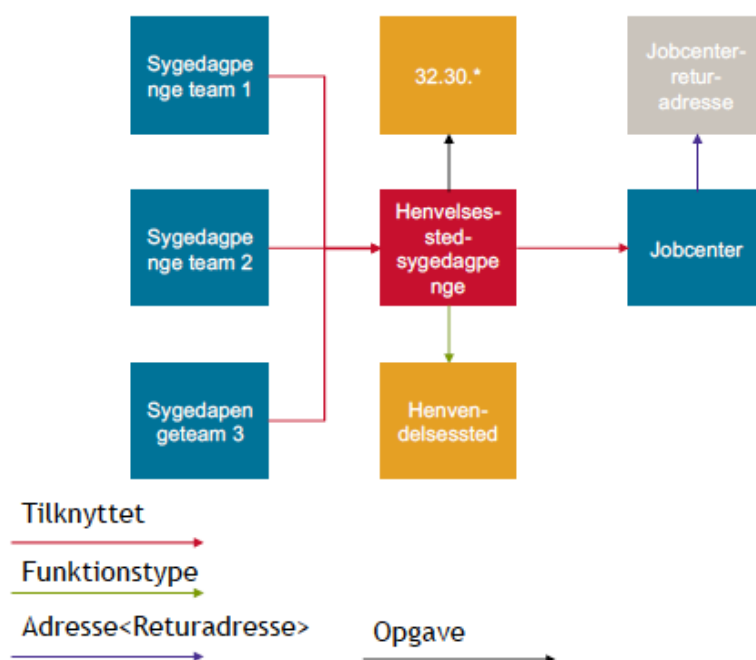 Sygedagpe
nge team 1
32.30.*
Jobcenter-
retur-
adresse
Sygedagpe
nge team 2
Henvelses-
sted-
sygedagpe
nge
Jobcenter
Sygedapen
geteam 3
Henven-
delsessted
Tilknyttet
Funktionstype
Adresse<Returadresse>
Opgave